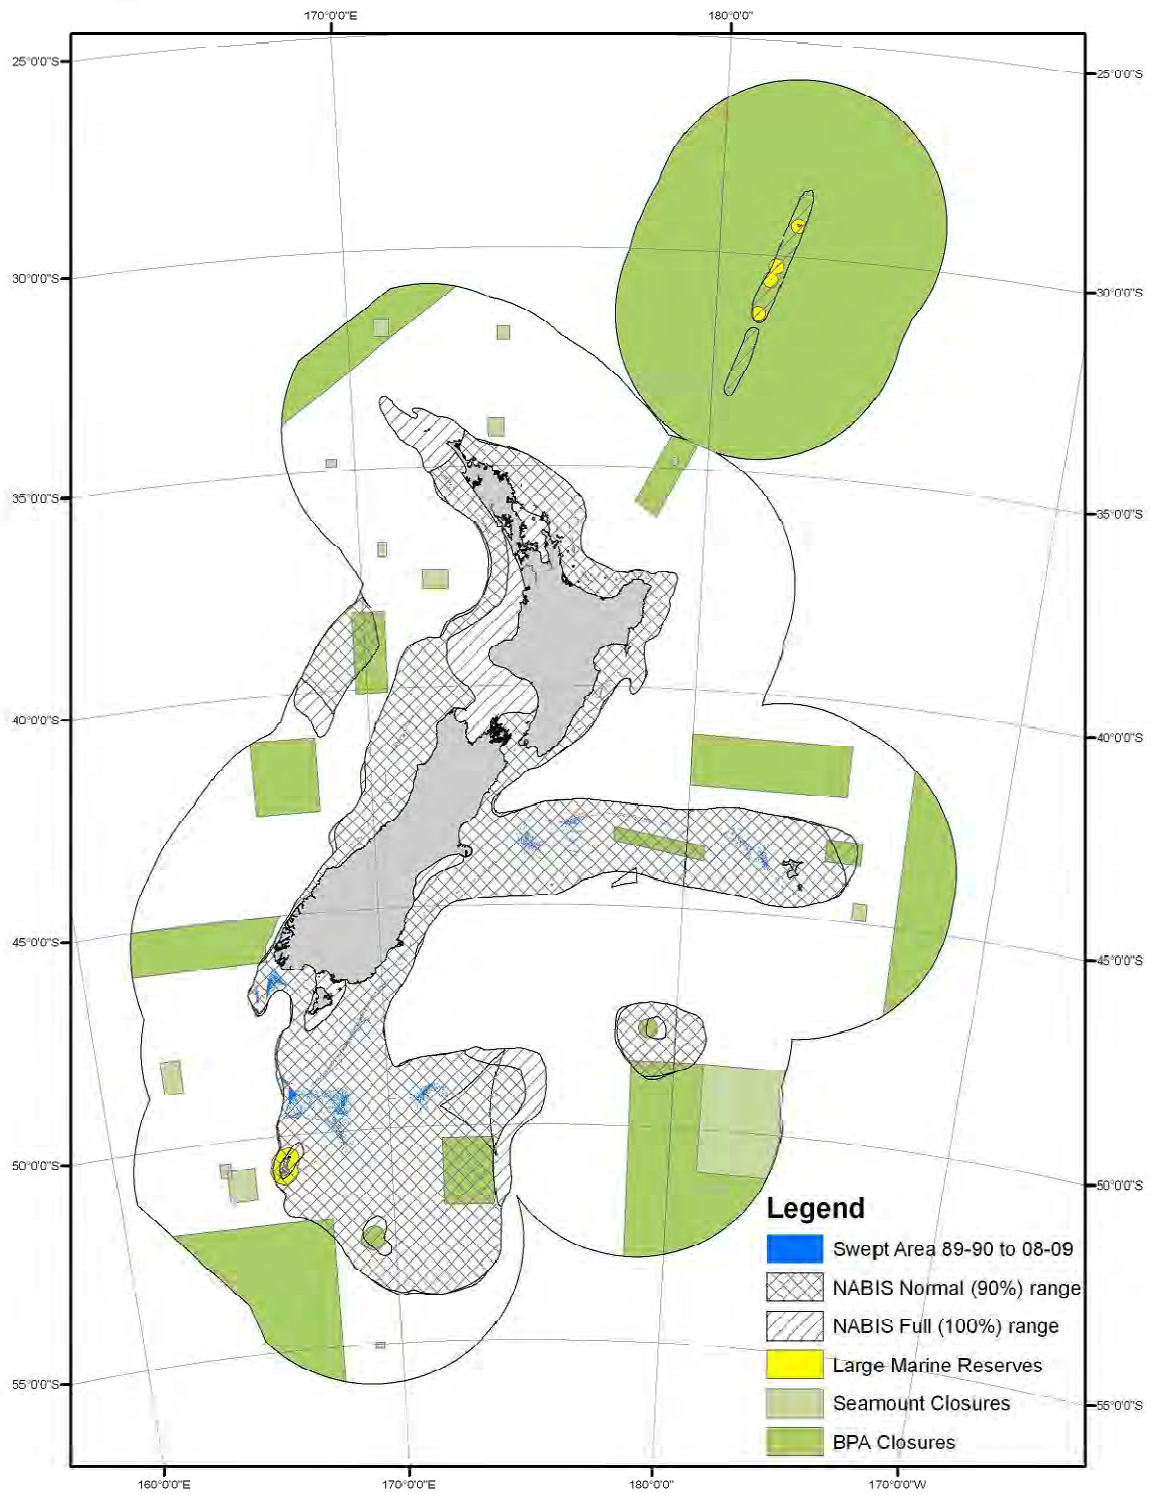 170°0'0"E
180°0'0"
25°0'0"S
25°0'0"S
30°0'0"S
30°0'0"S
35°0'0"S
35°0'0"S
40°0'0"S
40°0'0"S
45°0'0"S
45°0'0"S
50°0'0"S
50°0'0"S
Legend
Swept Area 89-90 to 08-09
NABIS Normal (90%) range
NABIS Full (100%) range
Large Marine Reserves
55°0'0"S
Seamount Closures
55°0'0"S
BPA Closures
160°0'0"E
170°0'0"E
180°0'0"
170°0'0"W